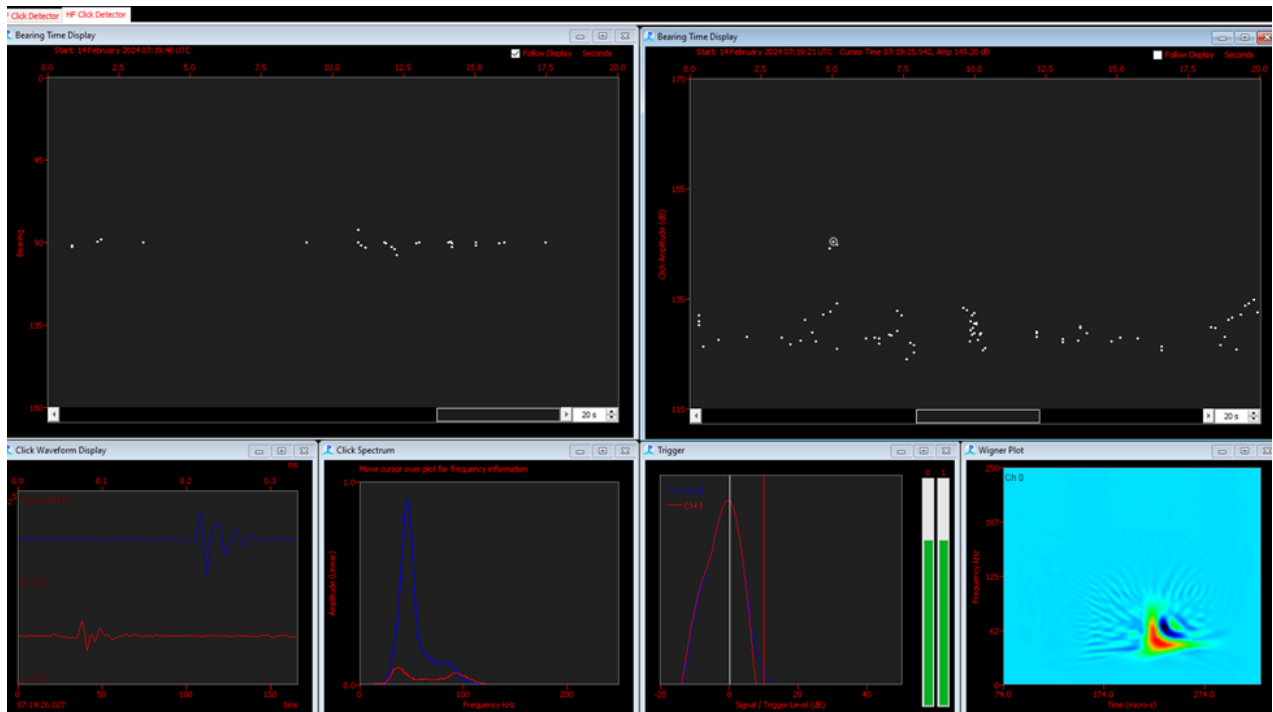 Click Detector HF Click Detector
Bearing Time Display
Start: 14 February 2024 07:19:46 UTC
Follow Display Seconds
0.0 2.5 5.0 7.5 10.0 12.5 15.0 17.5 20.0
0
45
90
135
180
Bearing
20 s
Bearing Time Display
Start: 14 February 2024 07:19:21 UTC Cursor Time 07:19:25.942, Amp 145.20 dB
Follow Display Seconds
0.0 2.5 5.0 7.5 10.0 12.5 15.0 17.5 20.0
175
155
135
115
Click Amplitude (dB)
20 s
Click Waveform Display
ms
0.0 0.1 0.2 0.3
0 50 100 150
07:19:26.027 bins
Click Spectrum
Move cursor over plot for frequency information
1.0
0.0
Amplitude (Linear)
0 100 200
Frequency kHz
Trigger
CH 1
0 1
-20 0 20 40
Signal / Trigger Level (dB)
Wigner Plot
Ch 0
250
187
125
62
0
Frequency kHz
74.0 174.0 274.0
Time (micro-s)